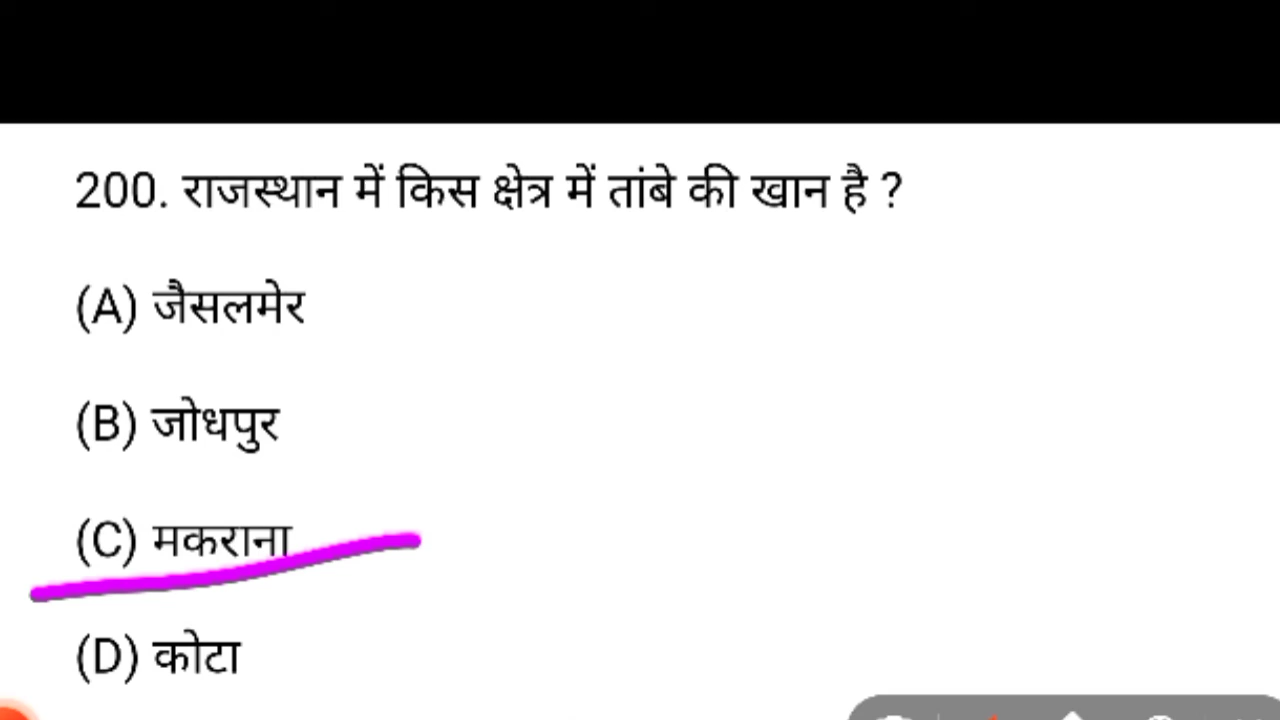 200. राजस्थान में किस क्षेत्र में तांबे की खान है ?
(A) जैसलमेर
(B) जोधपुर
(C) मकराना
(D) कोटा